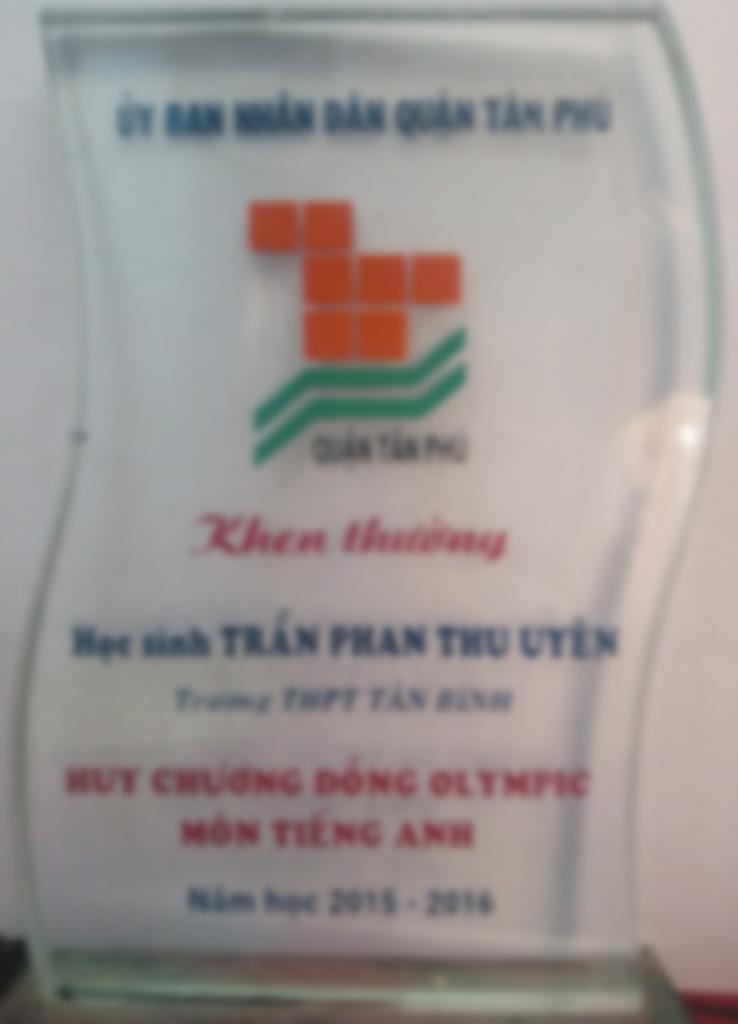 ỦY BAN NHÂN DÂN QUẬN TÂN PHÚ
QUẬN TÂN PHÚ
Khen thưởng
Học sinh TRẦN PHAN THU UYÊN
Trường THPT TÂN BÌNH
HUY CHƯƠNG ĐỒNG OLYMPIC
MÔN TIẾNG ANH
Năm học 2015 - 2016